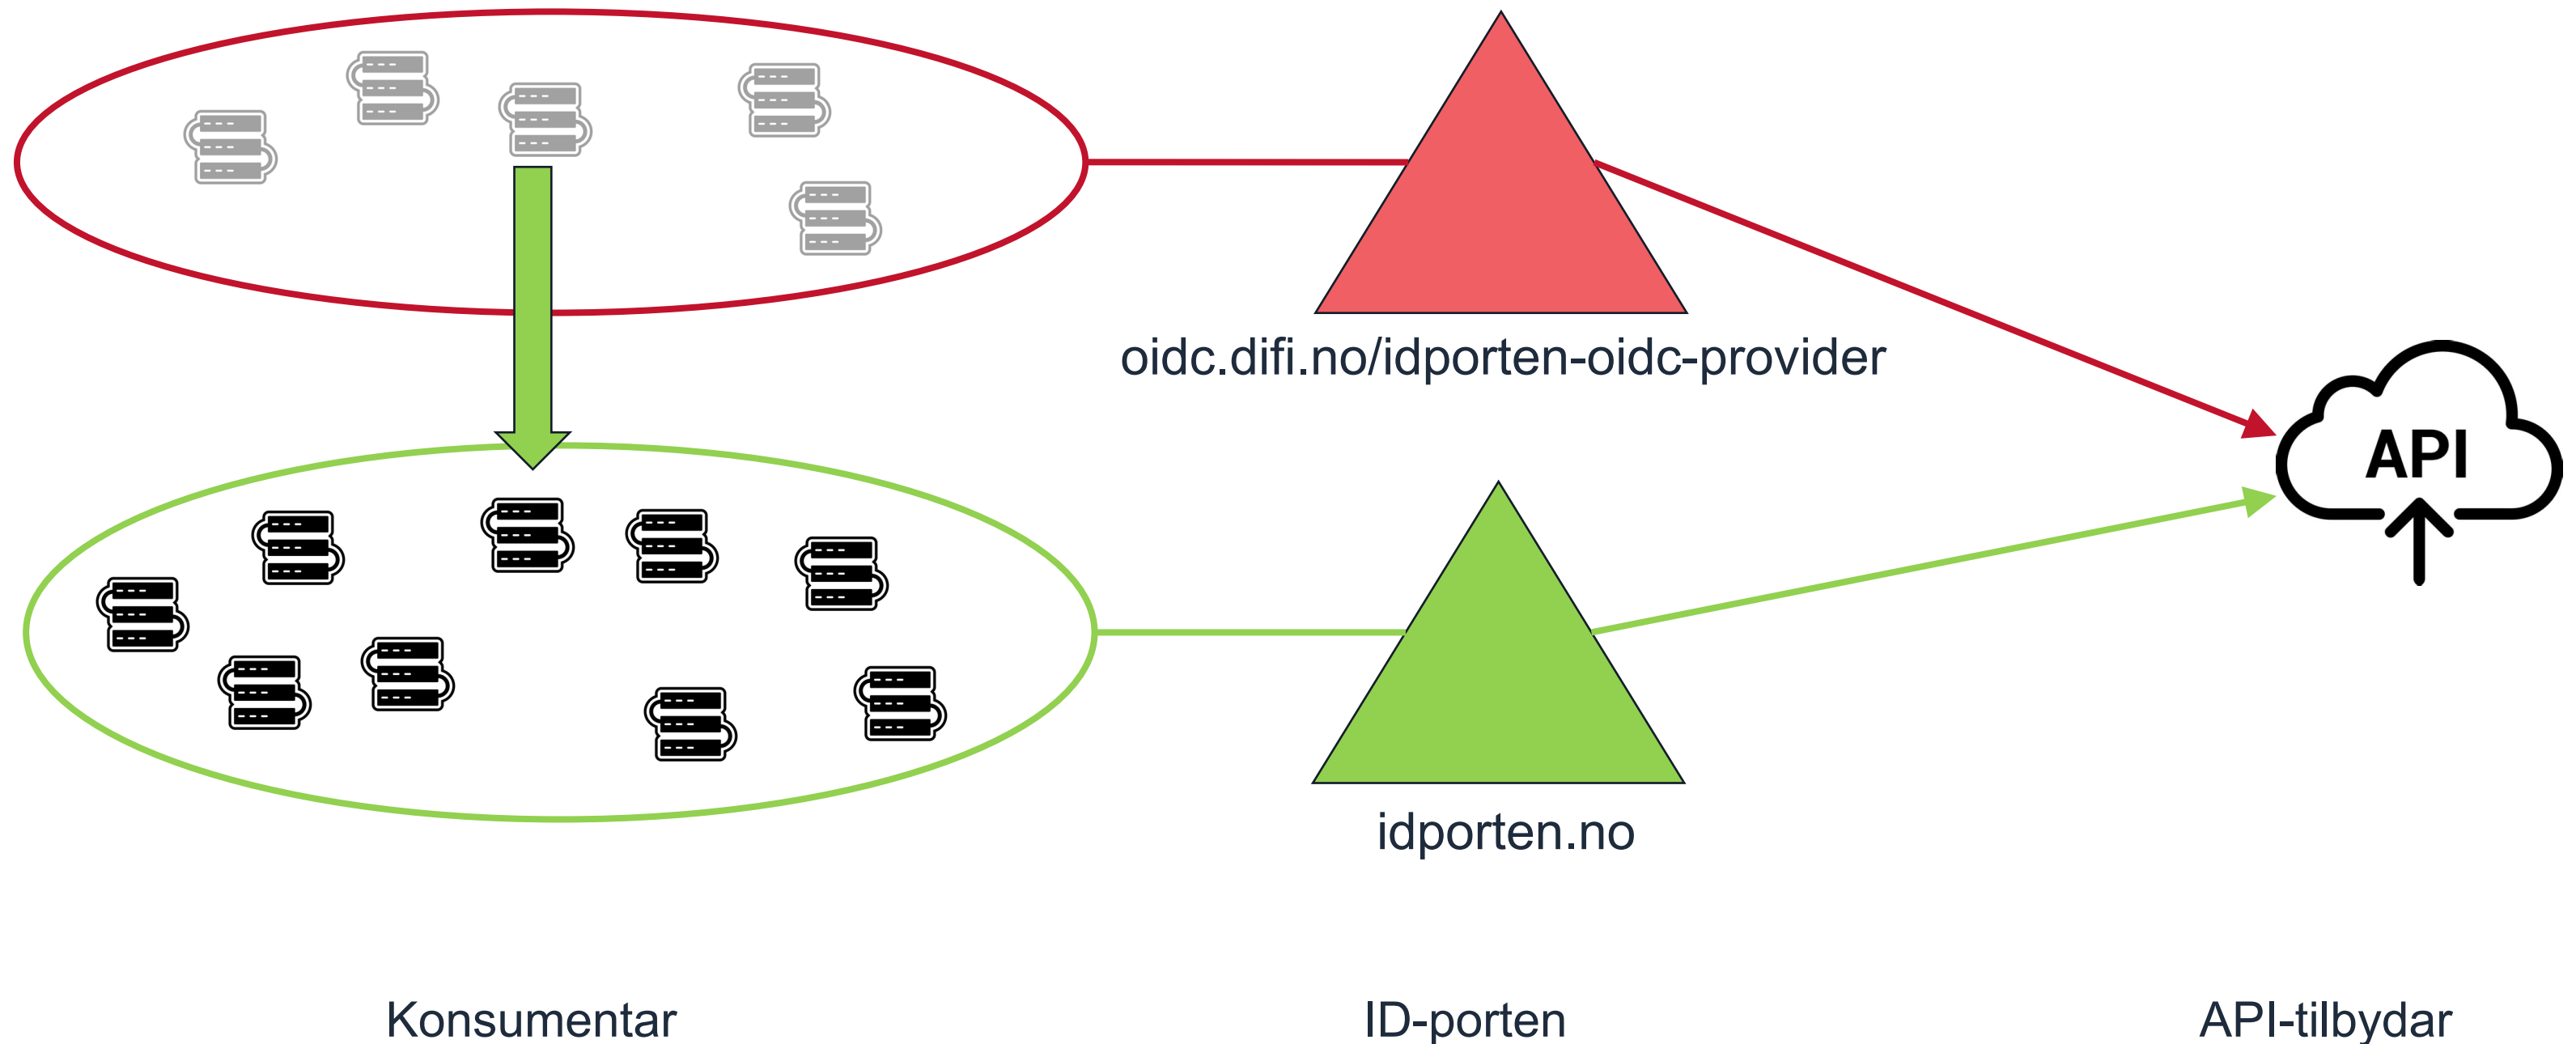 oidc.difi.no/idporten-oidc-provider
API
idporten.no
Konsumentar
ID-porten
API-tilbydar